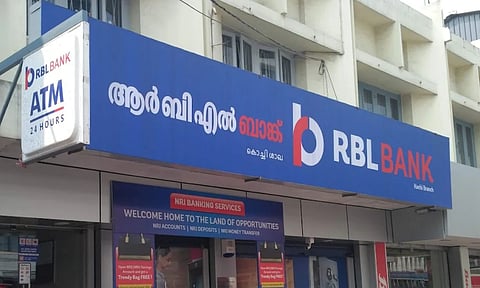 RBL BANK
ATM
24 HOURS
ആർബിഎൽ ബാങ്ക്
കൊച്ചി ശാഖ
RBL BANK
Kochi Branch
NRI BANKING SERVICES
WELCOME HOME TO THE LAND OF OPPORTUNITIES
NRI ACCOUNTS | NRI DEPOSITS | NRI MONEY TRANSFER